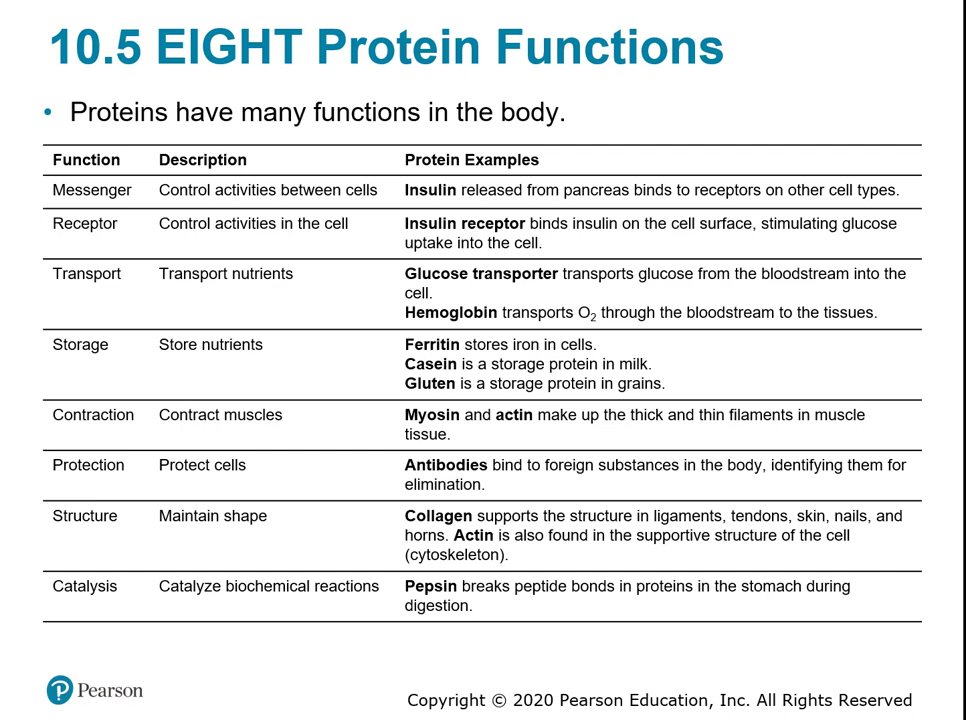 10.5 EIGHT Protein Functions
• Proteins have many functions in the body.
Function Description Protein Examples
Messenger Control activities between cells Insulin released from pancreas binds to receptors on other cell types.
Receptor Control activities in the cell Insulin receptor binds insulin on the cell surface, stimulating glucose
uptake into the cell.
Transport Transport nutrients Glucose transporter transports glucose from the bloodstream into the
cell.
Hemoglobin transports O₂ through the bloodstream to the tissues.
Storage Store nutrients Ferritin stores iron in cells.
Casein is a storage protein in milk.
Gluten is a storage protein in grains.
Contraction Contract muscles Myosin and actin make up the thick and thin filaments in muscle
tissue.
Protection Protect cells Antibodies bind to foreign substances in the body, identifying them for
elimination.
Structure Maintain shape Collagen supports the structure in ligaments, tendons, skin, nails, and
horns. Actin is also found in the supportive structure of the cell
(cytoskeleton).
Catalysis Catalyze biochemical reactions Pepsin breaks peptide bonds in proteins in the stomach during
digestion.
P Pearson
Copyright © 2020 Pearson Education, Inc. All Rights Reserved